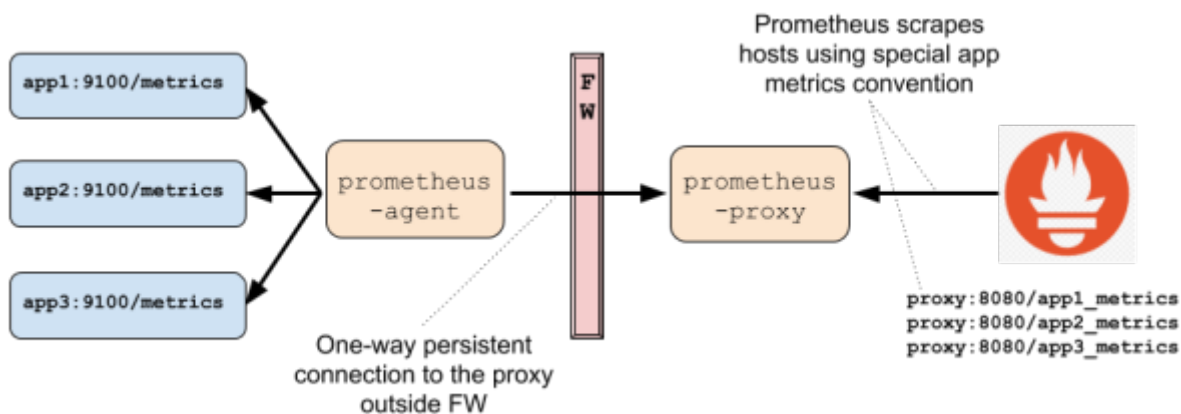 app1:9100/metrics
app2:9100/metrics
app3:9100/metrics
prometheus
-agent
F
W
One-way persistent
connection to the proxy
outside FW
prometheus
-proxy
Prometheus scrapes
hosts using special app
metrics convention
proxy:8080/app1_metrics
proxy:8080/app2_metrics
proxy:8080/app3_metrics